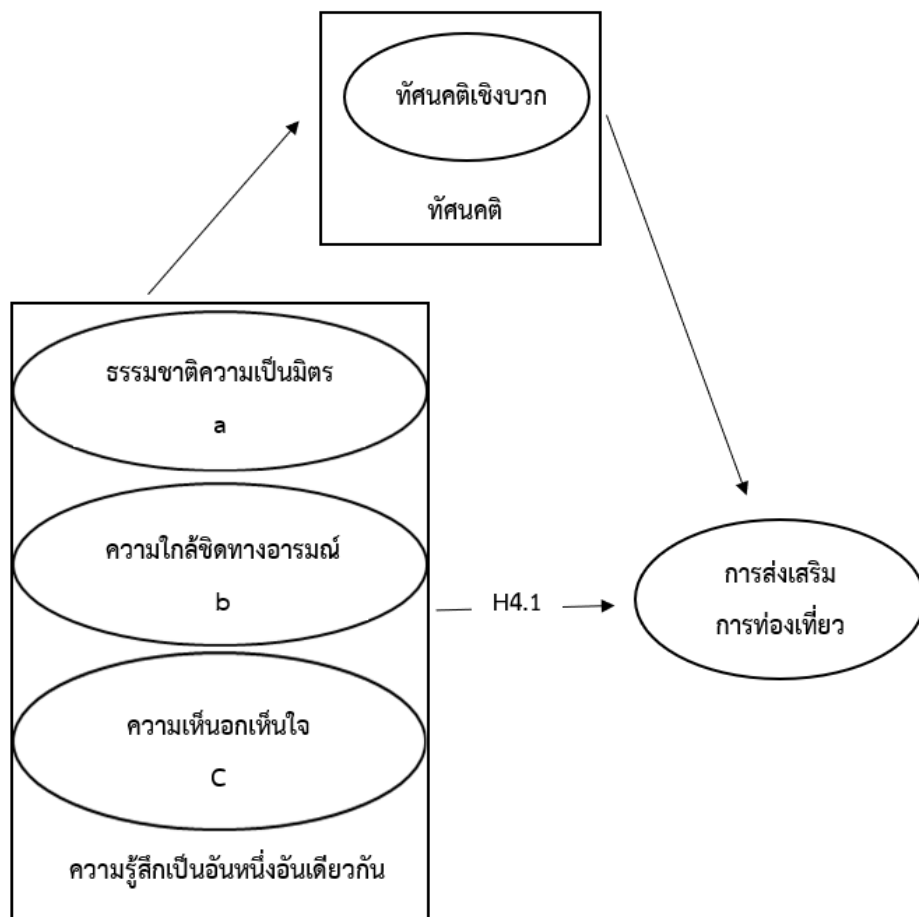 ทัศนคติเชิงบวก
ทัศนคติ
ธรรมชาติความเป็นมิตร
a
ความใกล้ชิดทางอารมณ์
b
H4.1
การส่งเสริม
การท่องเที่ยว
ความเห็นอกเห็นใจ
C
ความรู้สึกเป็นอันหนึ่งอันเดียวกัน